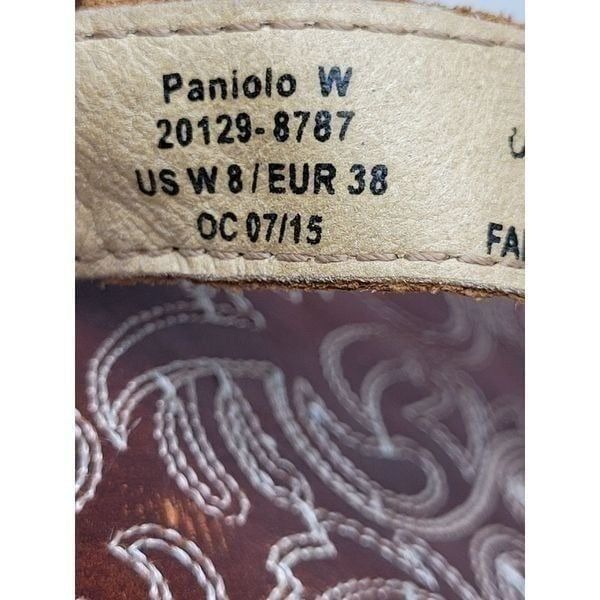 Paniolo W
20129-8787
US W 8 / EUR 38
OC 07/15